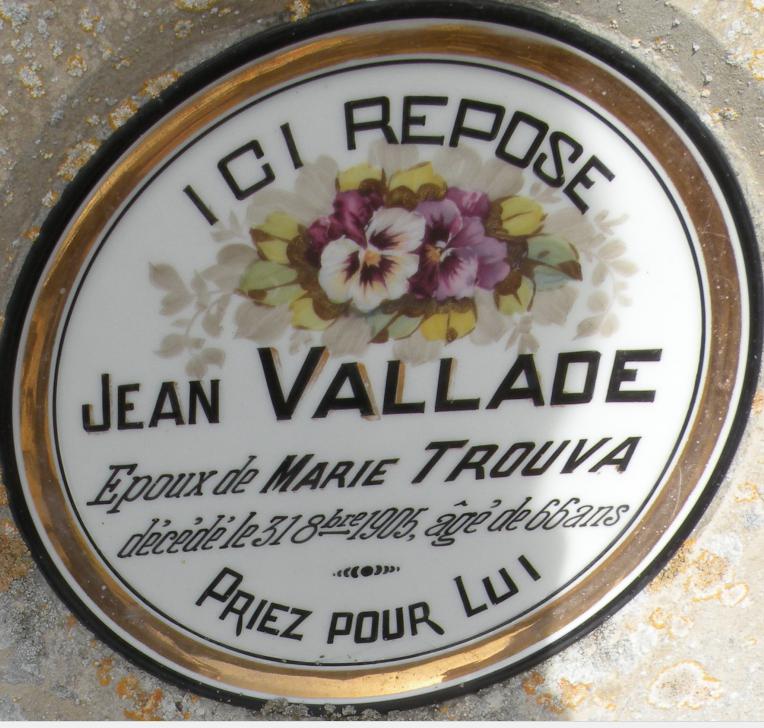 ICI REPOSE
JEAN VALLADE
Epoux de MARIE TROUVA
décédé le 31 8bre 1905, âgé de 66 ans
PRIEZ POUR LUI